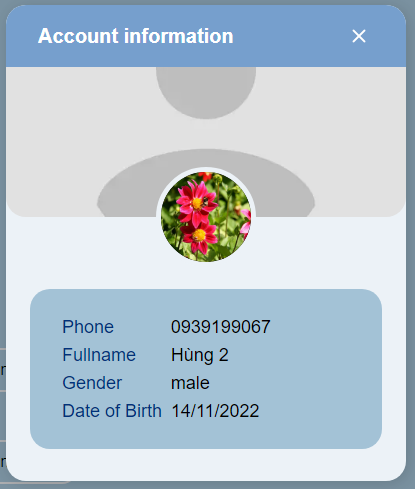 Account information
Phone 0939199067
Fullname Hùng 2
Gender male
Date of Birth 14/11/2022